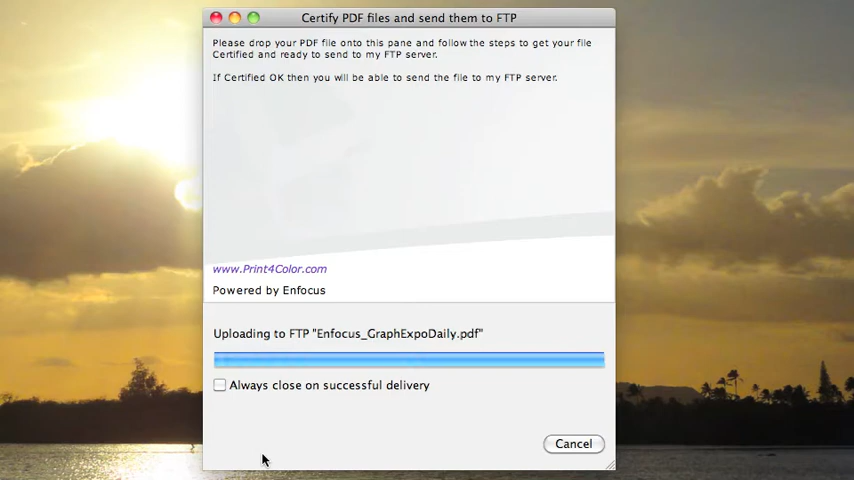 Certify PDF files and send them to FTP
Please drop your PDF file onto this pane and follow the steps to get your file
Certified and ready to send to my FTP server.
If Certified OK then you will be able to send the file to my FTP server.
www.Print4Color.com
Powered by Enfocus
Uploading to FTP "Enfocus_GraphExpoDaily.pdf"
Always close on successful delivery
Cancel